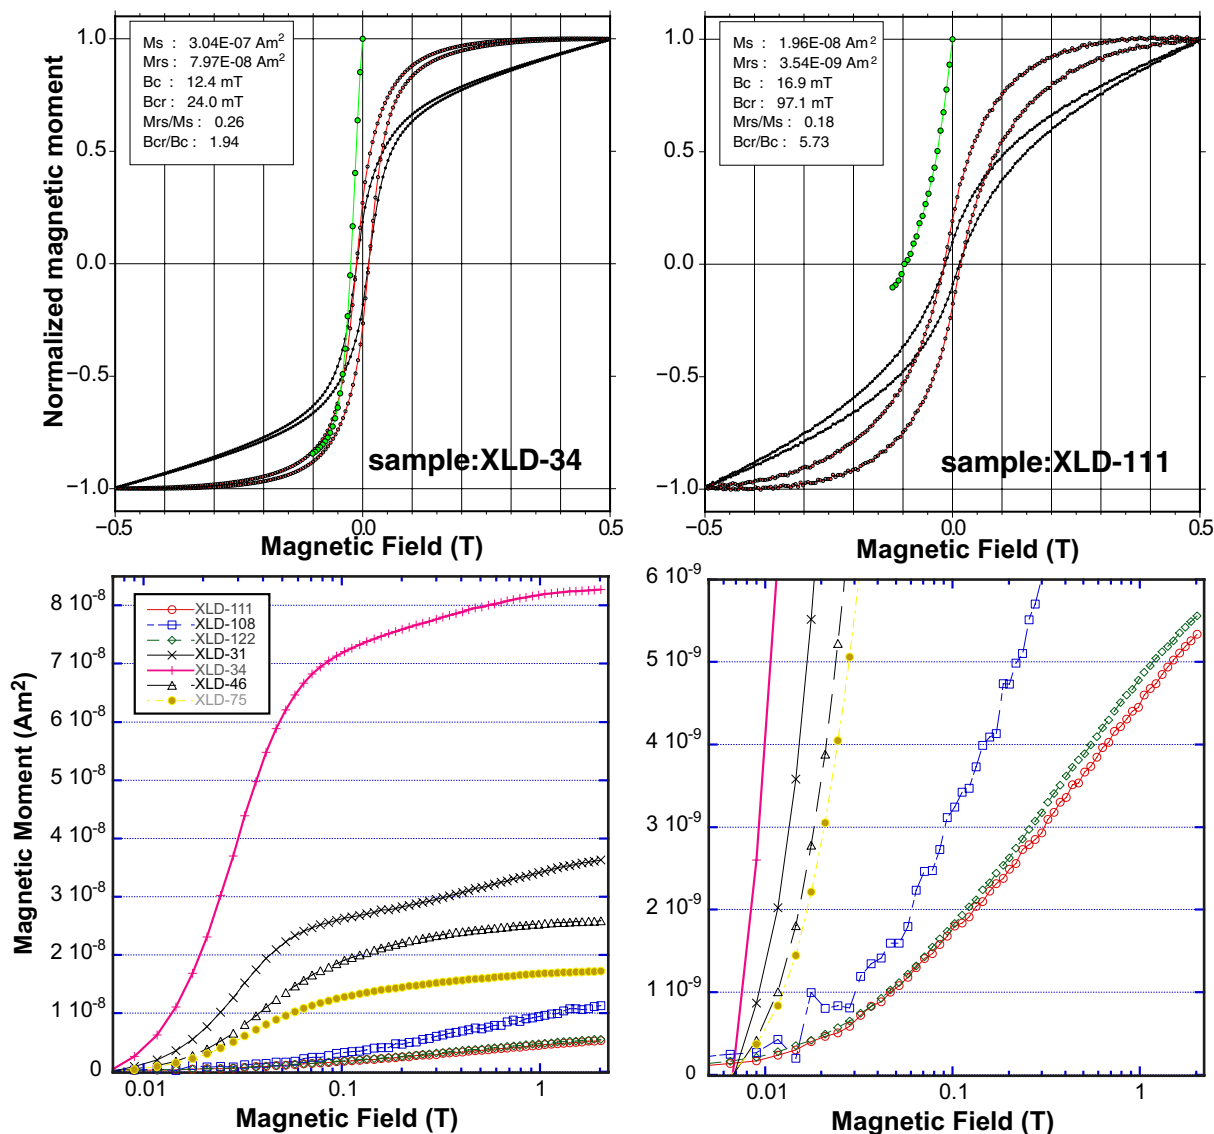 Normalized magnetic moment
1.0
0.5
0.0
−0.5
−1.0
Ms : 3.04E-07 Am²
Mrs : 7.97E-08 Am²
Bc : 12.4 mT
Bcr : 24.0 mT
Mrs/Ms : 0.26
Bcr/Bc : 1.94
sample:XLD-34
−0.5
0.0
0.5
Magnetic Field (T)
1.0
0.5
0.0
−0.5
−1.0
Ms : 1.96E-08 Am²
Mrs : 3.54E-09 Am²
Bc : 16.9 mT
Bcr : 97.1 mT
Mrs/Ms : 0.18
Bcr/Bc : 5.73
sample:XLD-111
−0.5
0.0
0.5
Magnetic Field (T)
Magnetic Moment (Am²)
8 10⁻⁸
7 10⁻⁸
6 10⁻⁸
5 10⁻⁸
4 10⁻⁸
3 10⁻⁸
2 10⁻⁸
1 10⁻⁸
0
XLD-111
XLD-108
XLD-122
XLD-31
XLD-34
XLD-46
XLD-75
0.01
0.1
1
Magnetic Field (T)
6 10⁻⁹
5 10⁻⁹
4 10⁻⁹
3 10⁻⁹
2 10⁻⁹
1 10⁻⁹
0
0.01
0.1
1
Magnetic Field (T)